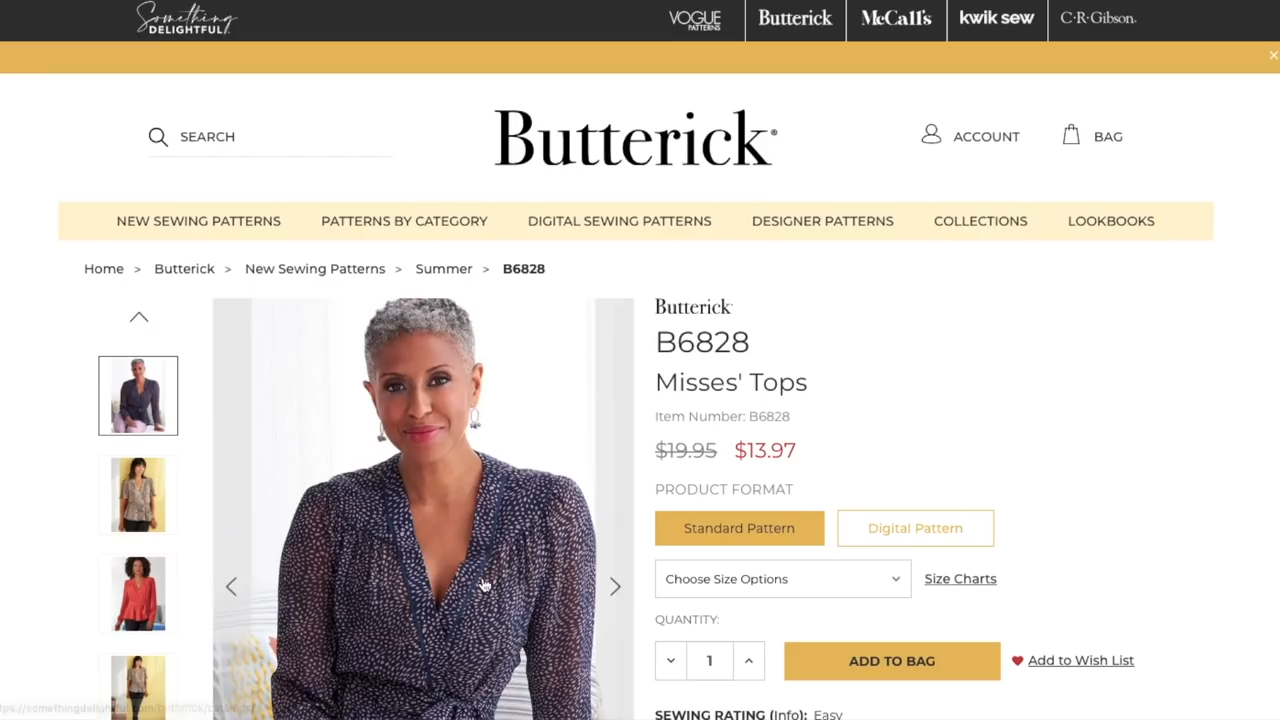 Something
DELIGHTFUL!
VOGUE
PATTERNS
Butterick
McCall's
kwik sew
C·R·Gibson
SEARCH
Butterick®
ACCOUNT
BAG
NEW SEWING PATTERNS
PATTERNS BY CATEGORY
DIGITAL SEWING PATTERNS
DESIGNER PATTERNS
COLLECTIONS
LOOKBOOKS
Home > Butterick > New Sewing Patterns > Summer > B6828
Butterick
B6828
Misses' Tops
Item Number: B6828
$19.95 $13.97
PRODUCT FORMAT
Standard Pattern
Digital Pattern
Choose Size Options
Size Charts
QUANTITY:
1
ADD TO BAG
Add to Wish List
SEWING RATING (Info): Easy